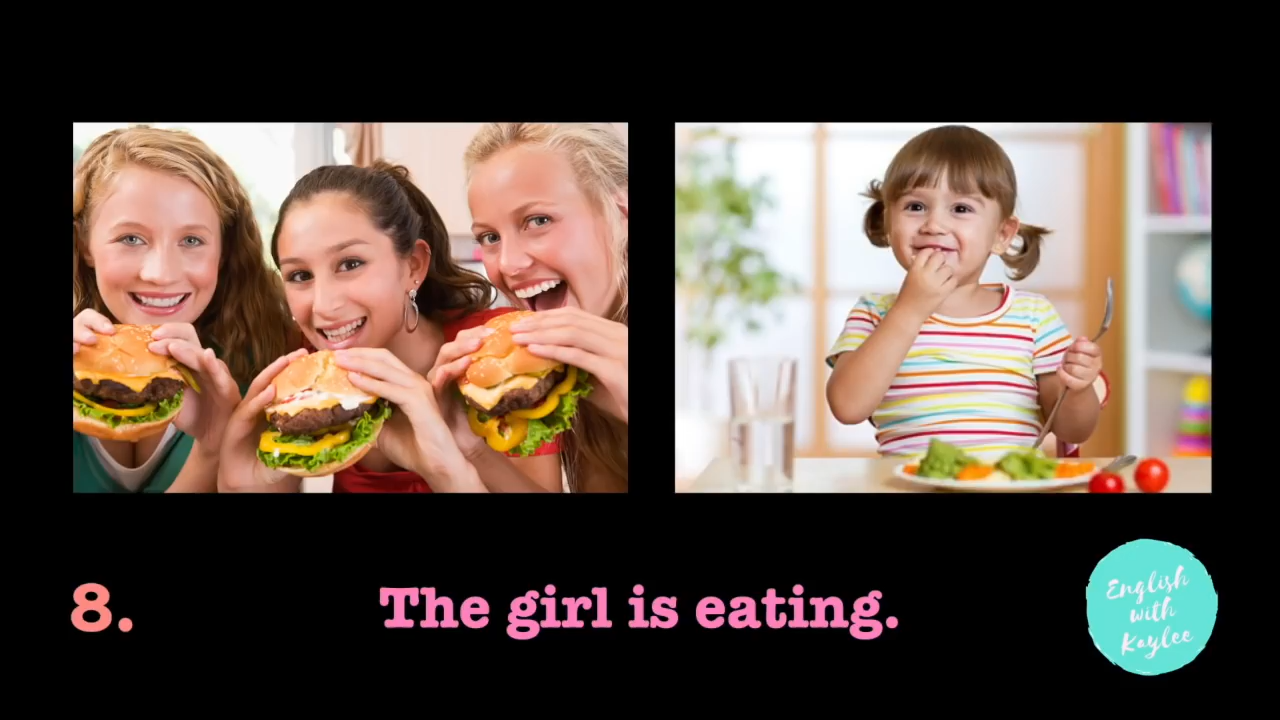 8.
The girl is eating.
English
with
Kaylee